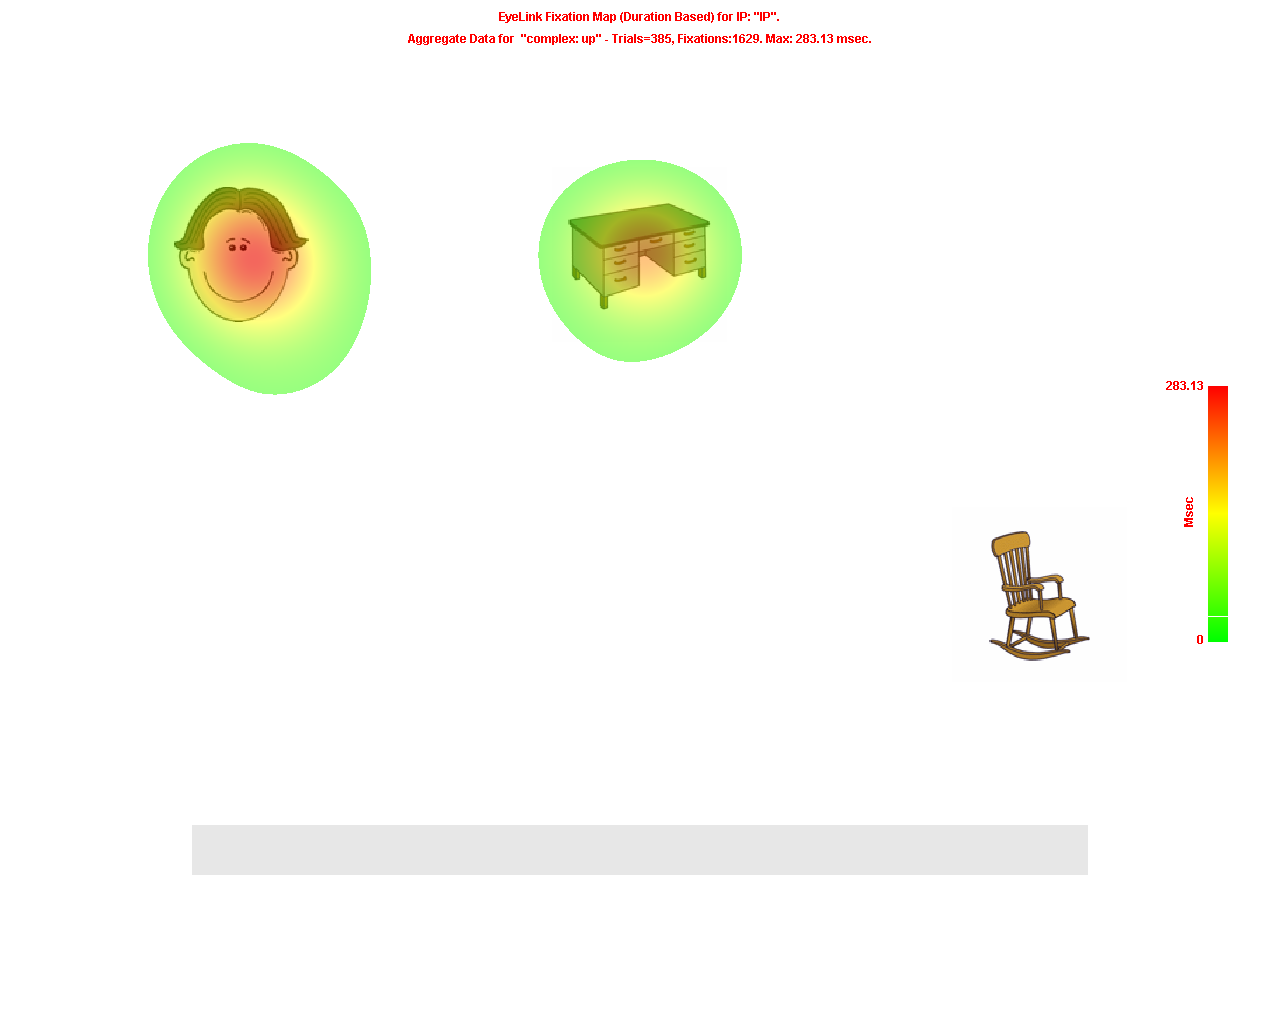 EyeLink Fixation Map (Duration Based) for IP: "IP".
Aggregate Data for "complex: up" - Trials=385, Fixations:1629. Max: 283.13 msec.
283.13
Msec
0